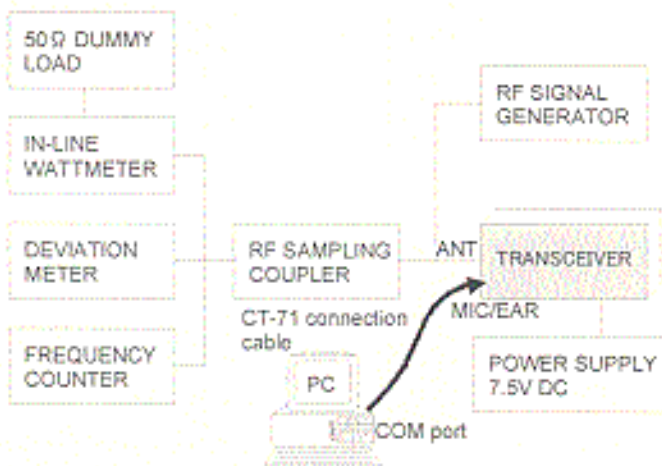 50Ω DUMMY
LOAD
RF SIGNAL
GENERATOR
IN-LINE
WATTMETER
DEVIATION
METER
RF SAMPLING
COUPLER
ANT
TRANSCEIVER
MIC/EAR
CT-71 connection
cable
FREQUENCY
COUNTER
POWER SUPPLY
7.5V DC
PC
COM port